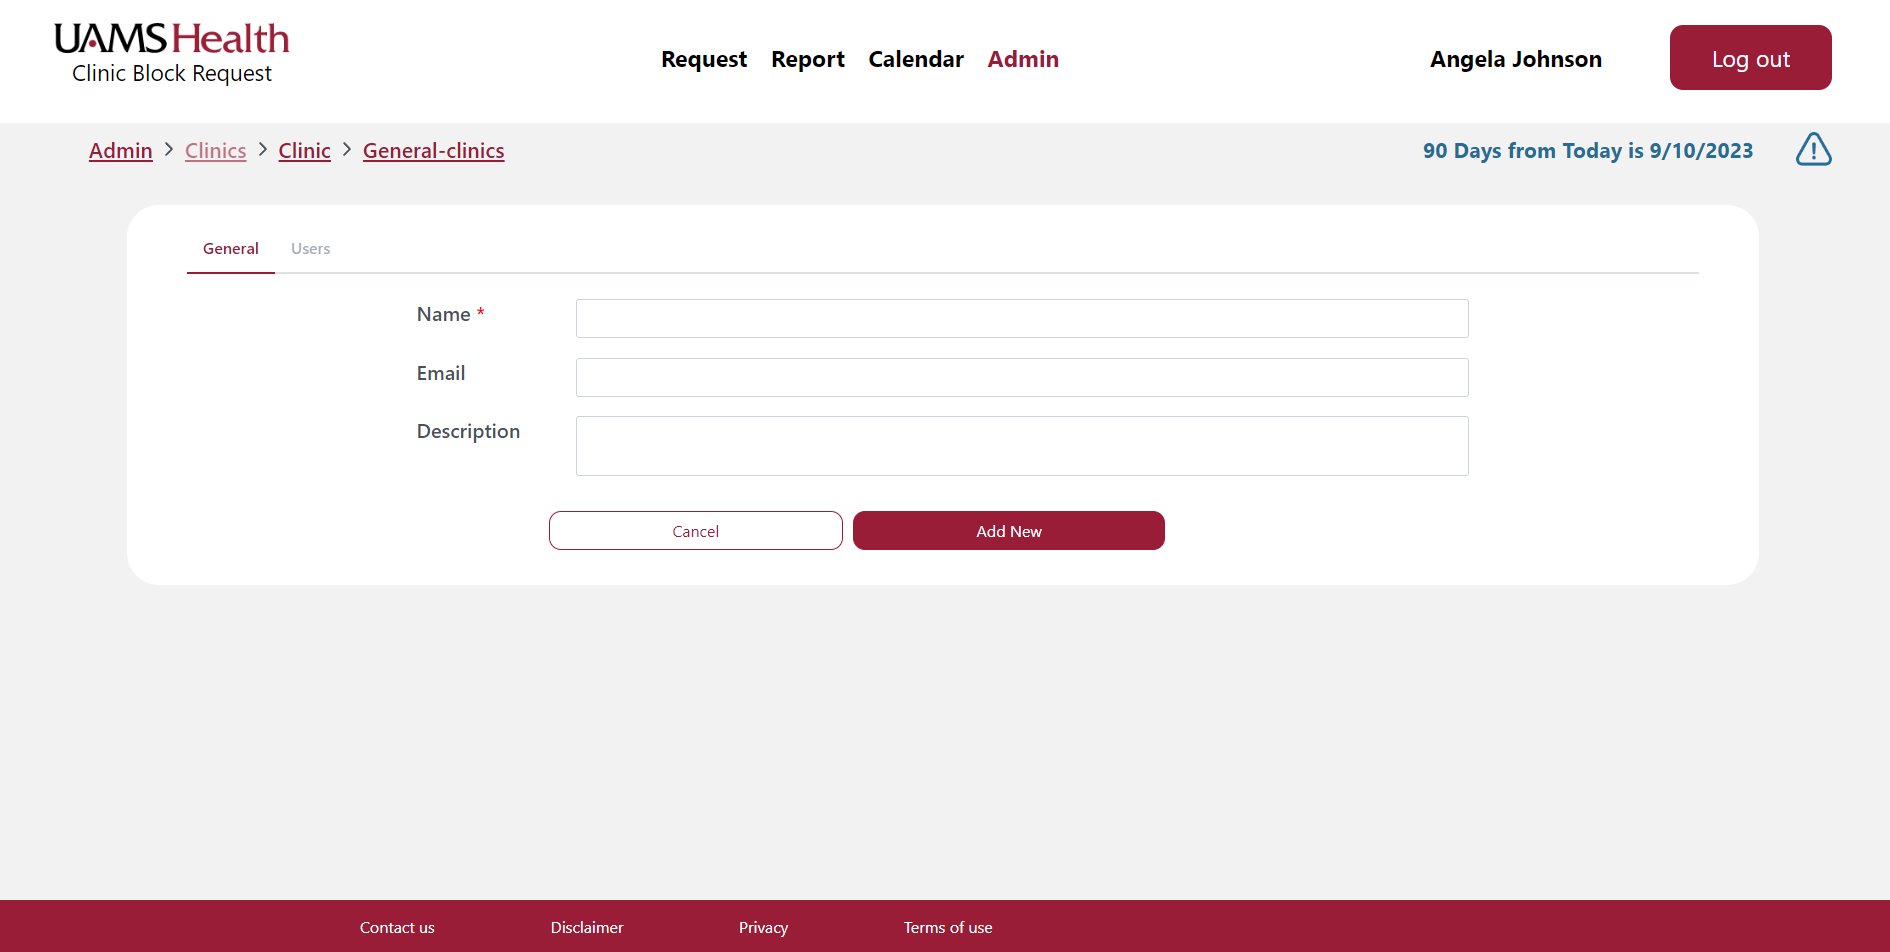 UAMS Health
Clinic Block Request
Request Report Calendar Admin
Angela Johnson
Log out
Admin > Clinics > Clinic > General-clinics
90 Days from Today is 9/10/2023
General Users
Name *
Email
Description
Cancel
Add New
Contact us Disclaimer Privacy Terms of use